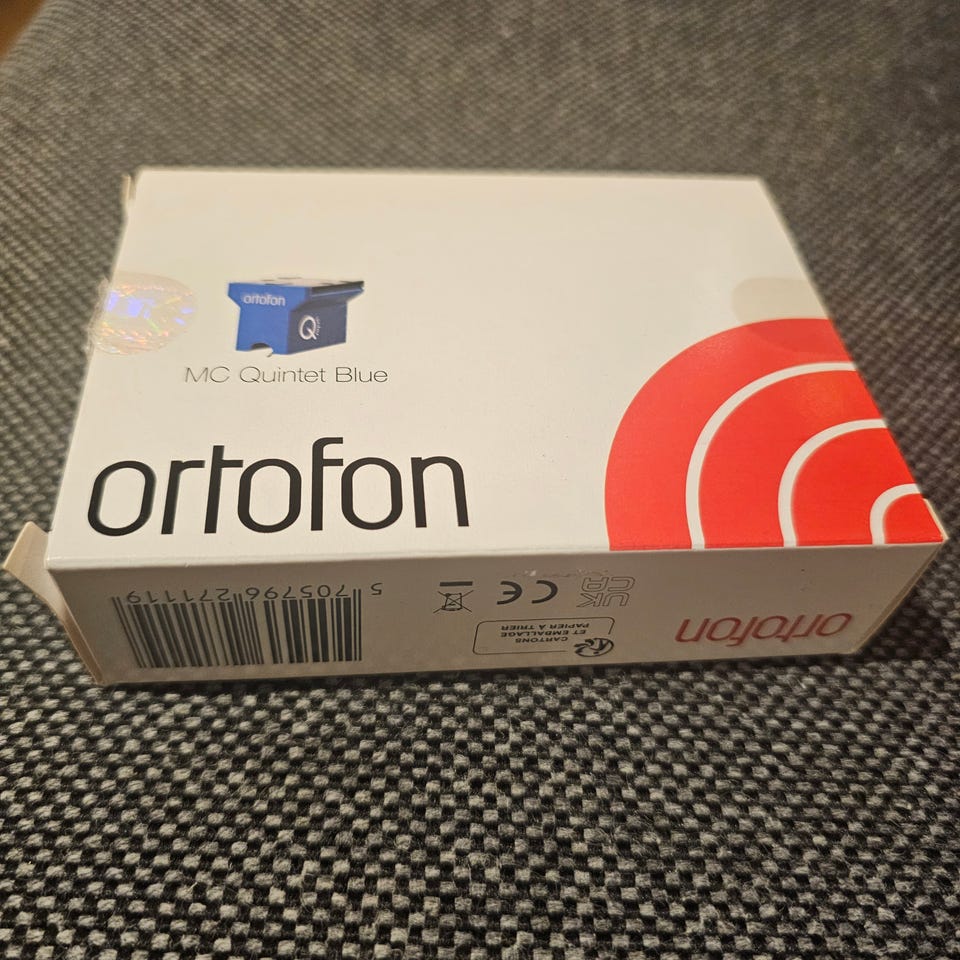 ortofon
Q
MC Quintet Blue
ortofon
5 705796 271119
CE
UK
CA
CARTONS
ET EMBALLAGE
PAPIER À TRIER
ortofon